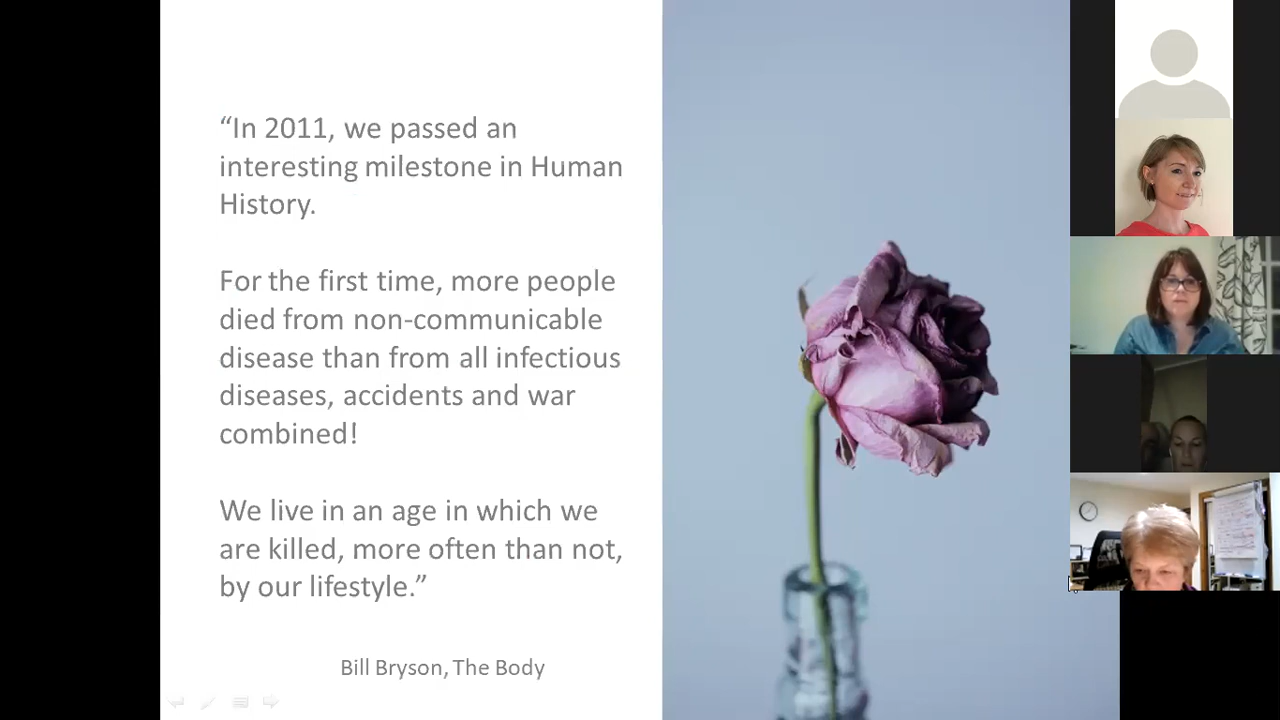 “In 2011, we passed an
interesting milestone in Human
History.
For the first time, more people
died from non-communicable
disease than from all infectious
diseases, accidents and war
combined!
We live in an age in which we
are killed, more often than not,
by our lifestyle.”
Bill Bryson, The Body